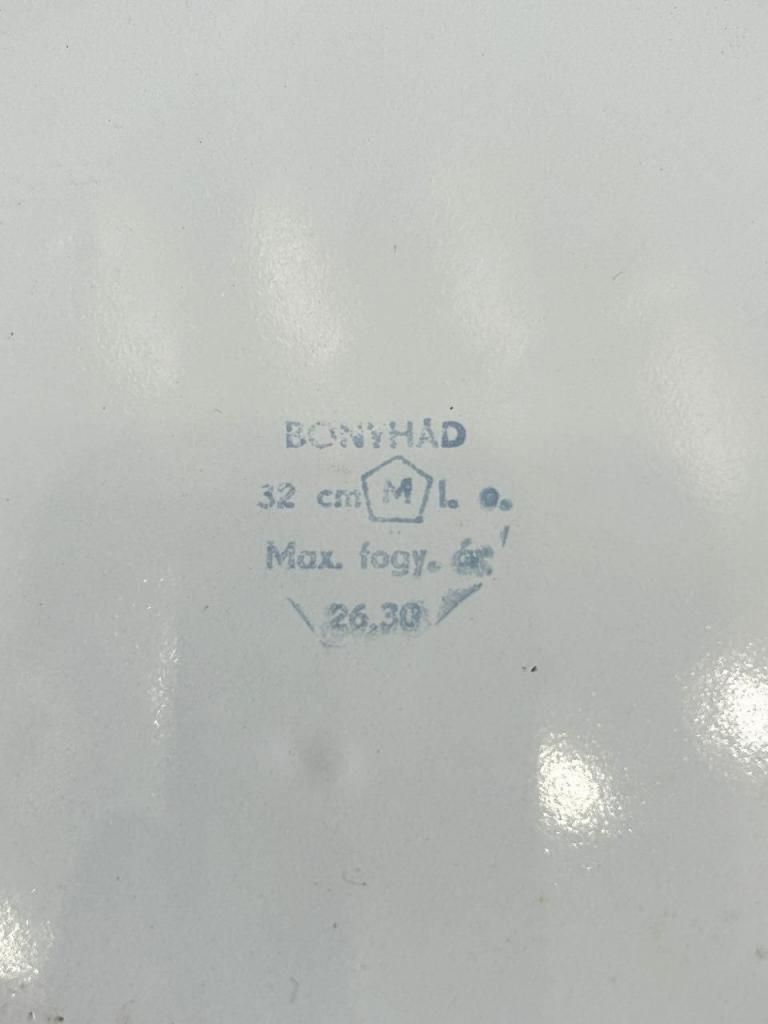 BONYHÁD
32 cm M I. o.
Max. fogy. ár
26,30